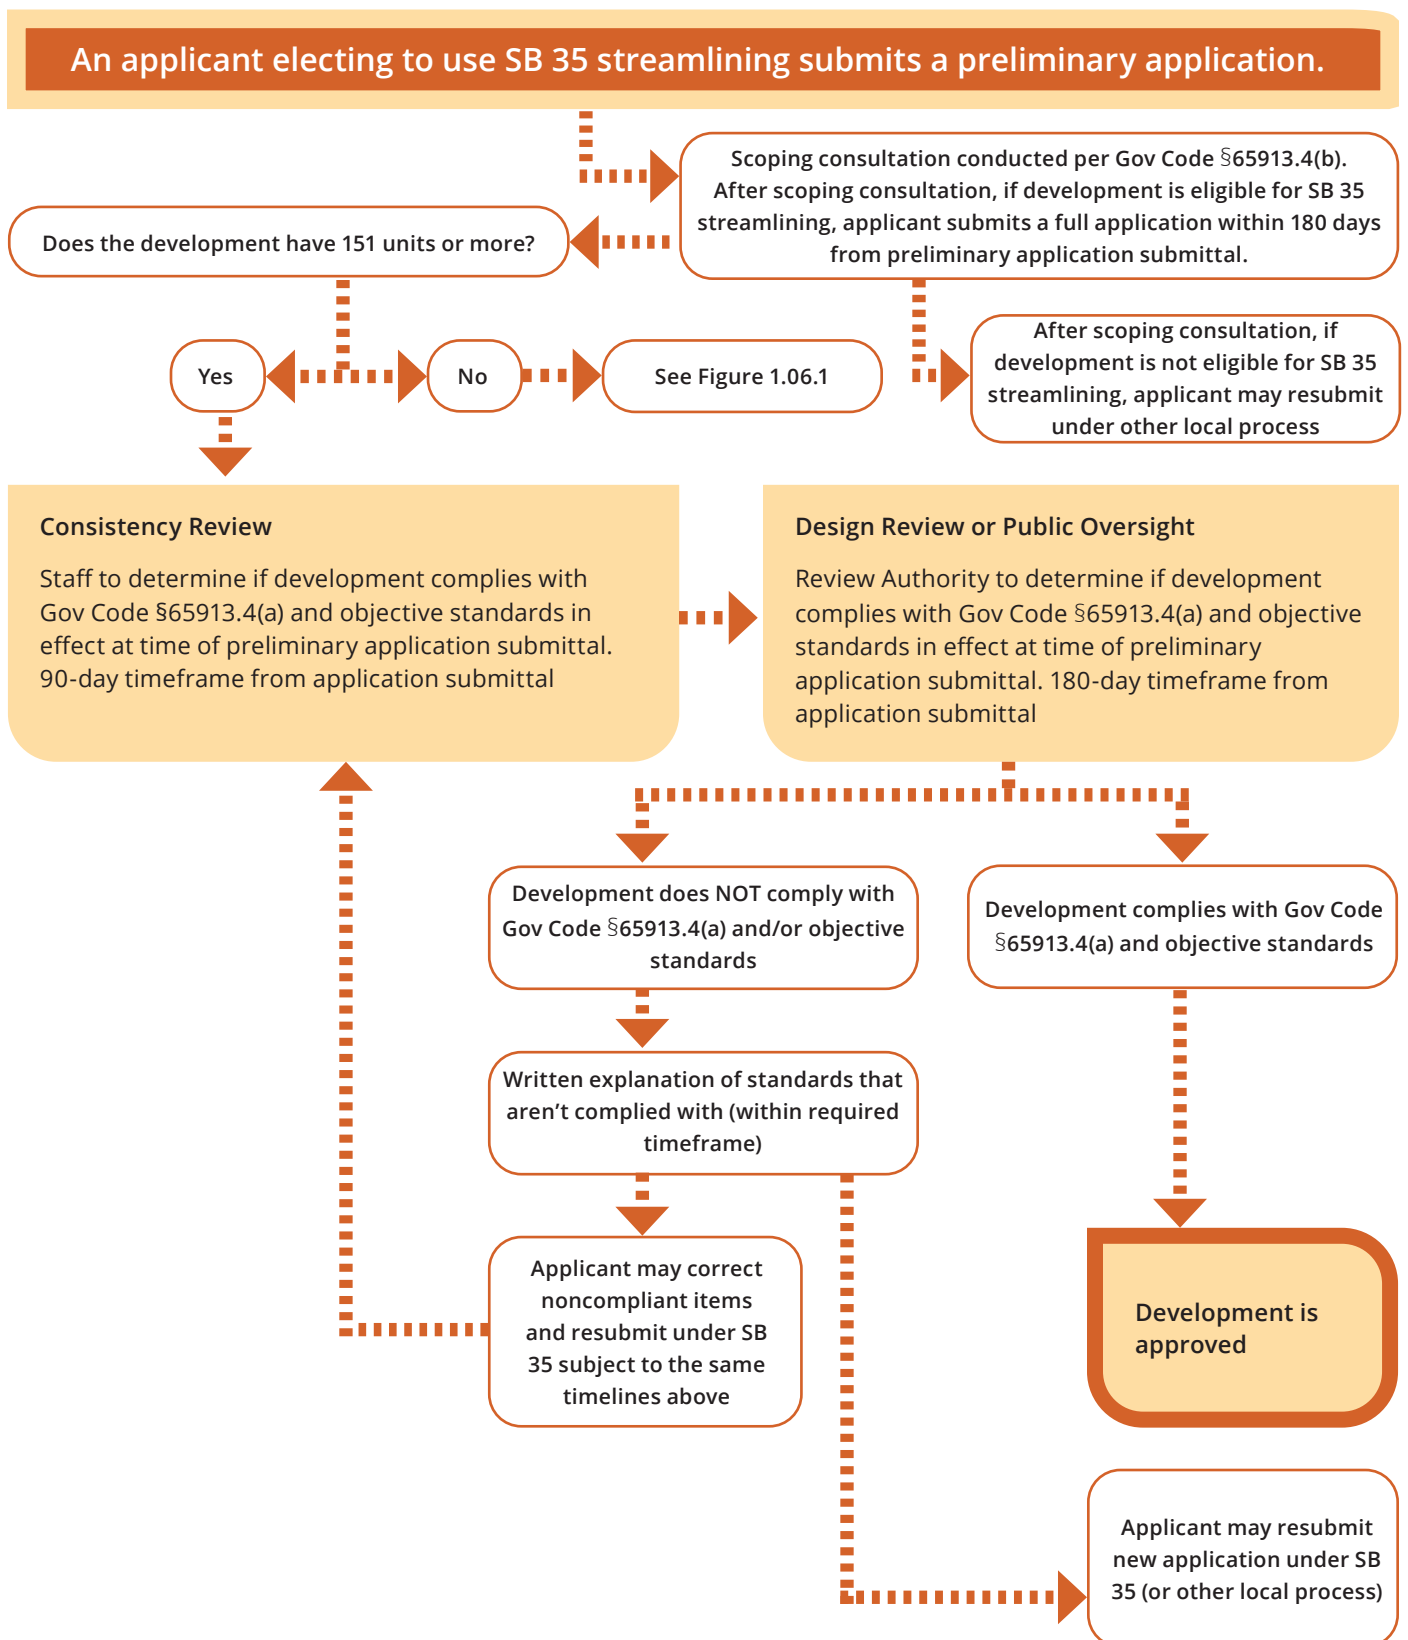 An applicant electing to use SB 35 streamlining submits a preliminary application.
Scoping consultation conducted per Gov Code §65913.4(b).
After scoping consultation, if development is eligible for SB 35
streamlining, applicant submits a full application within 180 days
from preliminary application submittal.
Does the development have 151 units or more?
After scoping consultation, if
development is not eligible for SB 35
streamlining, applicant may resubmit
under other local process
Yes
No
See Figure 1.06.1
Consistency Review
Staff to determine if development complies with
Gov Code §65913.4(a) and objective standards in
effect at time of preliminary application submittal.
90-day timeframe from application submittal
Design Review or Public Oversight
Review Authority to determine if development
complies with Gov Code §65913.4(a) and objective
standards in effect at time of preliminary
application submittal. 180-day timeframe from
application submittal
Development does NOT comply with
Gov Code §65913.4(a) and/or objective
standards
Development complies with Gov Code
§65913.4(a) and objective standards
Written explanation of standards that
aren’t complied with (within required
timeframe)
Applicant may correct
noncompliant items
and resubmit under SB
35 subject to the same
timelines above
Development is
approved
Applicant may resubmit
new application under SB
35 (or other local process)